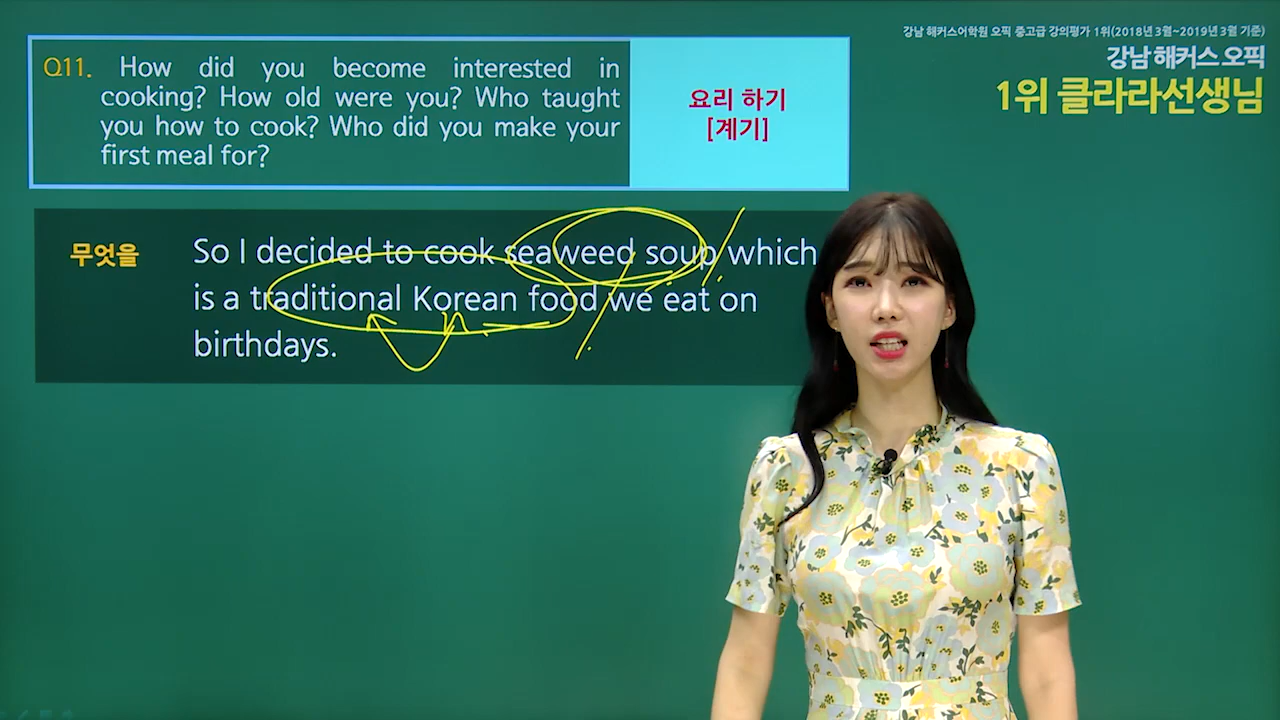 강남 해커스어학원 오픽 중고급 강의평가 1위(2018년 3월~2019년 3월 기준)
강남 해커스 오픽
1위 클라라선생님
Q11. How did you become interested in
cooking? How old were you? Who taught
you how to cook? Who did you make your
first meal for?
요리 하기
[계기]
무엇을
So I decided to cook seaweed soup which
is a traditional Korean food we eat on
birthdays.